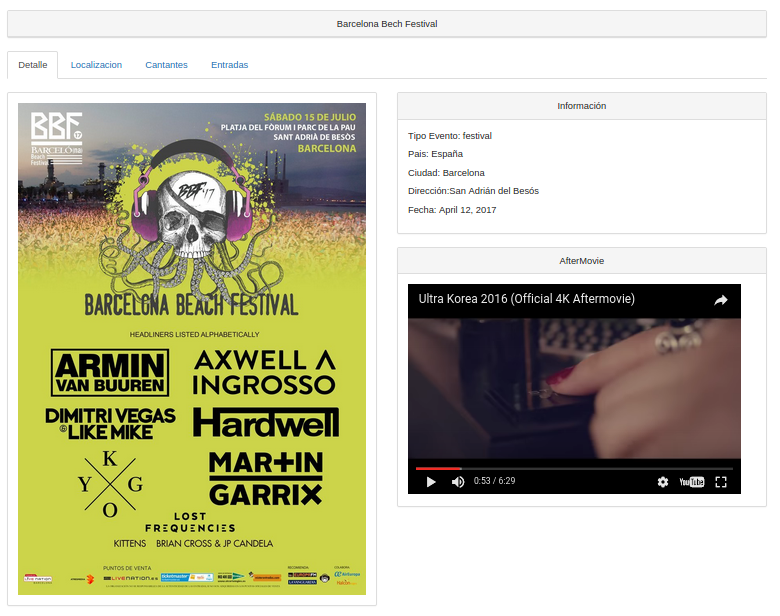 Barcelona Bech Festival
Detalle
Localizacion
Cantantes
Entradas
BBF
17
BARCELO
Beach
Festival
SÁBADO 15 DE JULIO
PLATJA DEL FÒRUM I PARC DE LA PAU
SANT ADRIÀ DE BESÒS
BARCELONA
BBF
'17
BARCELONA BEACH FESTIVAL
HEADLINERS LISTED ALPHABETICALLY
ARMIN
VAN BUUREN
AXWELL Λ
INGROSSO
DIMITRI VEGAS
& LIKE MIKE
Hardwell
KYGO
MARTIN
GARRIX
LOST
FREQUENCIES
KITTENS BRIAN CROSS & JP CANDELA
PUNTOS DE VENTA
LIVENATION.es
ticketmaster
Información
Tipo Evento: festival
Pais: España
Ciudad: Barcelona
Dirección:San Adrián del Besós
Fecha: April 12, 2017
AfterMovie
Ultra Korea 2016 (Official 4K Aftermovie)
0:53 / 6:29
YouTube